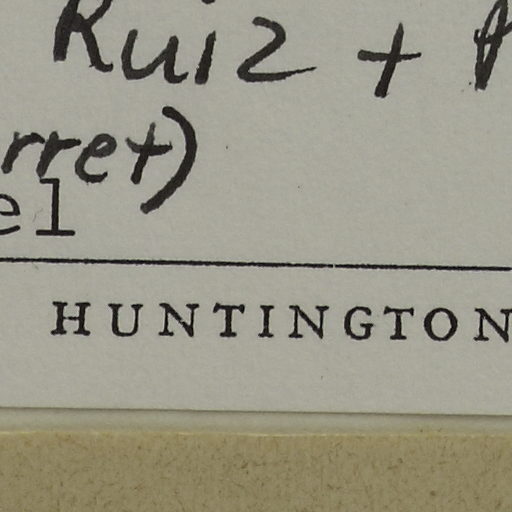 Ruiz +
rret)
el
HUNTINGTON